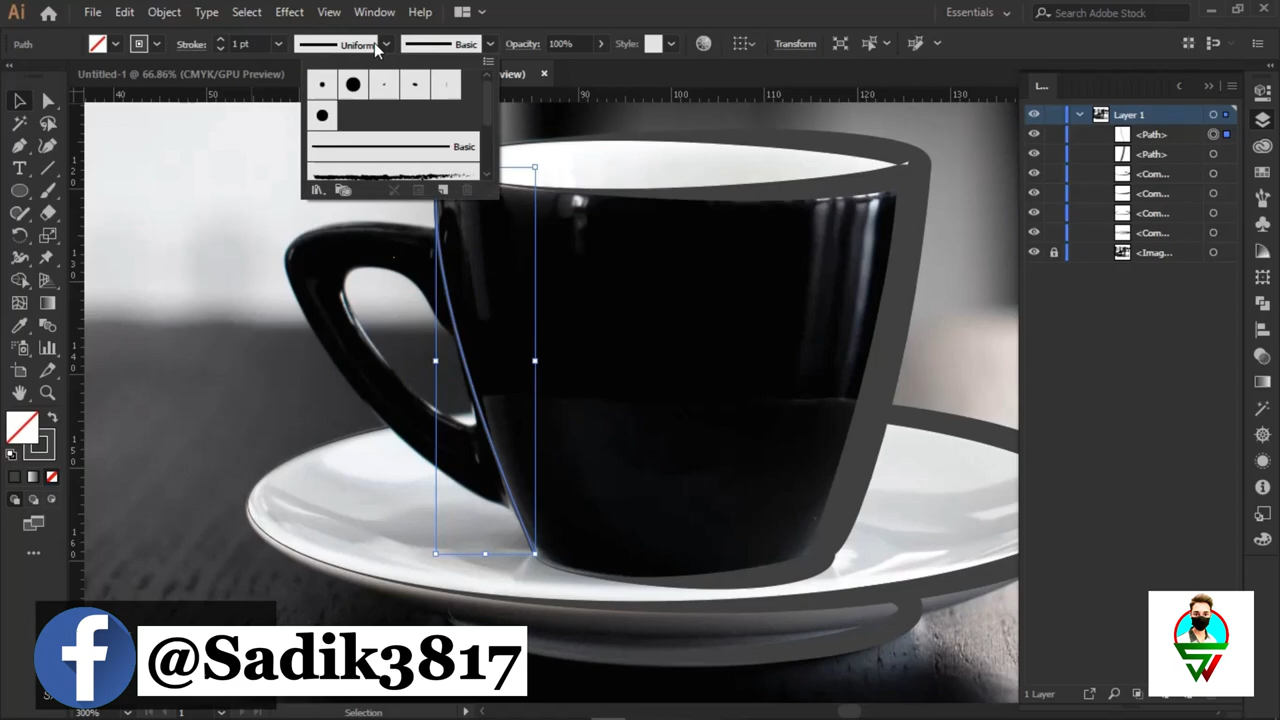 Ai File Edit Object Type Select Effect View Window Help Essentials Search Adobe Stock
Path Stroke: 1 pt Uniform Basic Opacity: 100% Style: Transform
Untitled-1 @ 66.86% (CMYK/GPU Preview) view)
L...
40 50 90 100 110 120 130
Layer 1
<Path>
<Path>
<Com...
<Com...
<Com...
<Com...
<Imag...
Basic
@Sadik3817
300% 1 Selection
1 Layer